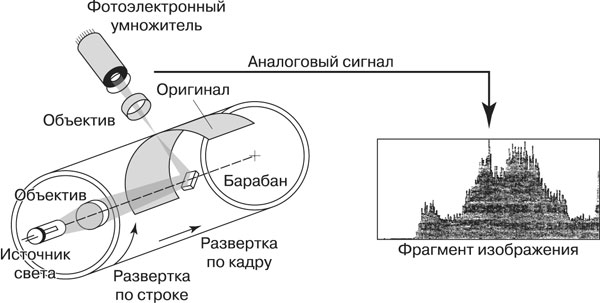 Фотоэлектронный
умножитель
Аналоговый сигнал
Оригинал
Объектив
Барабан
Объектив
Источник
света
Развертка
по кадру
Развертка
по строке
Фрагмент изображения